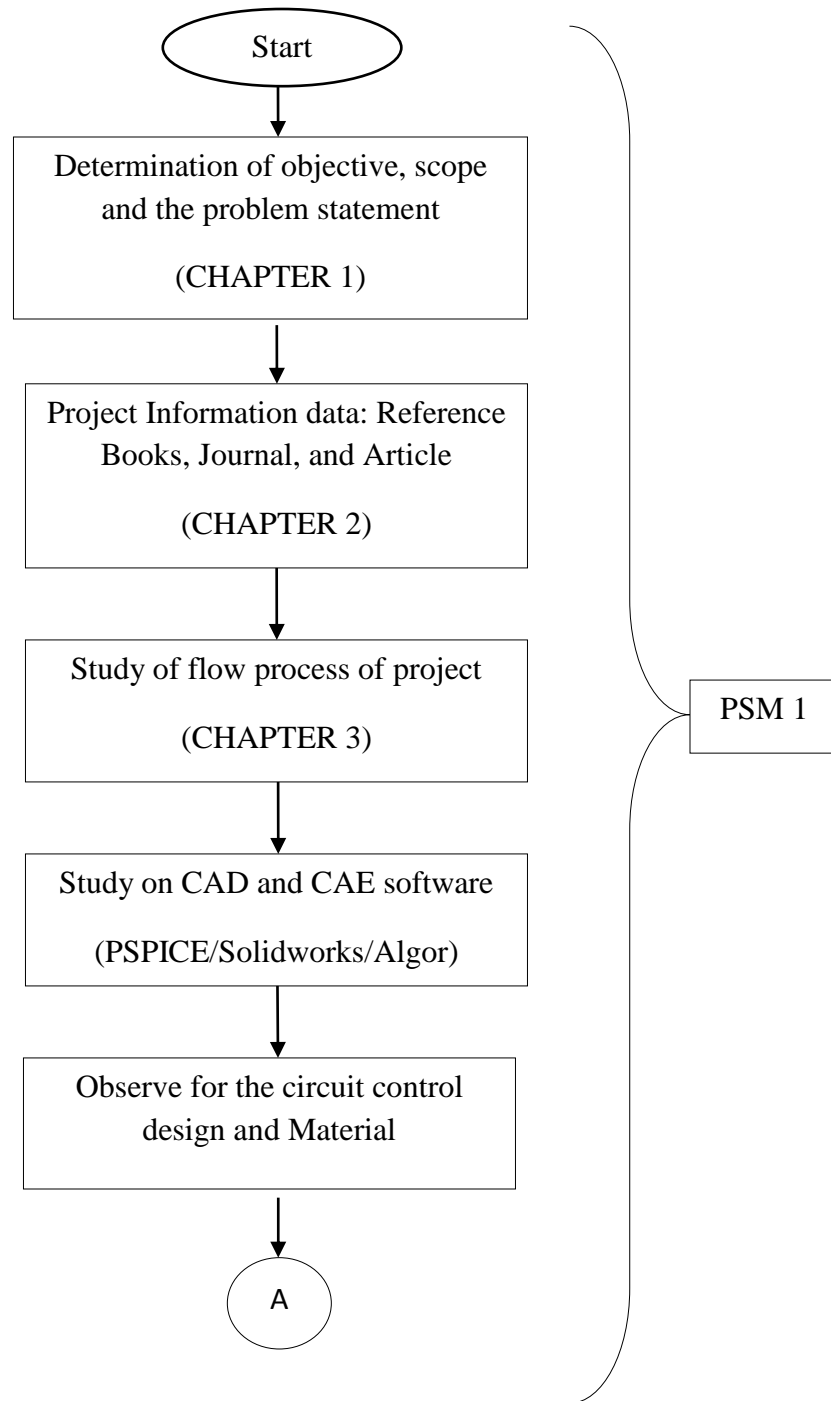 Start
Determination of objective, scope
and the problem statement
(CHAPTER 1)
Project Information data: Reference
Books, Journal, and Article
(CHAPTER 2)
Study of flow process of project
(CHAPTER 3)
PSM 1
Study on CAD and CAE software
(PSPICE/Solidworks/Algor)
Observe for the circuit control
design and Material
A